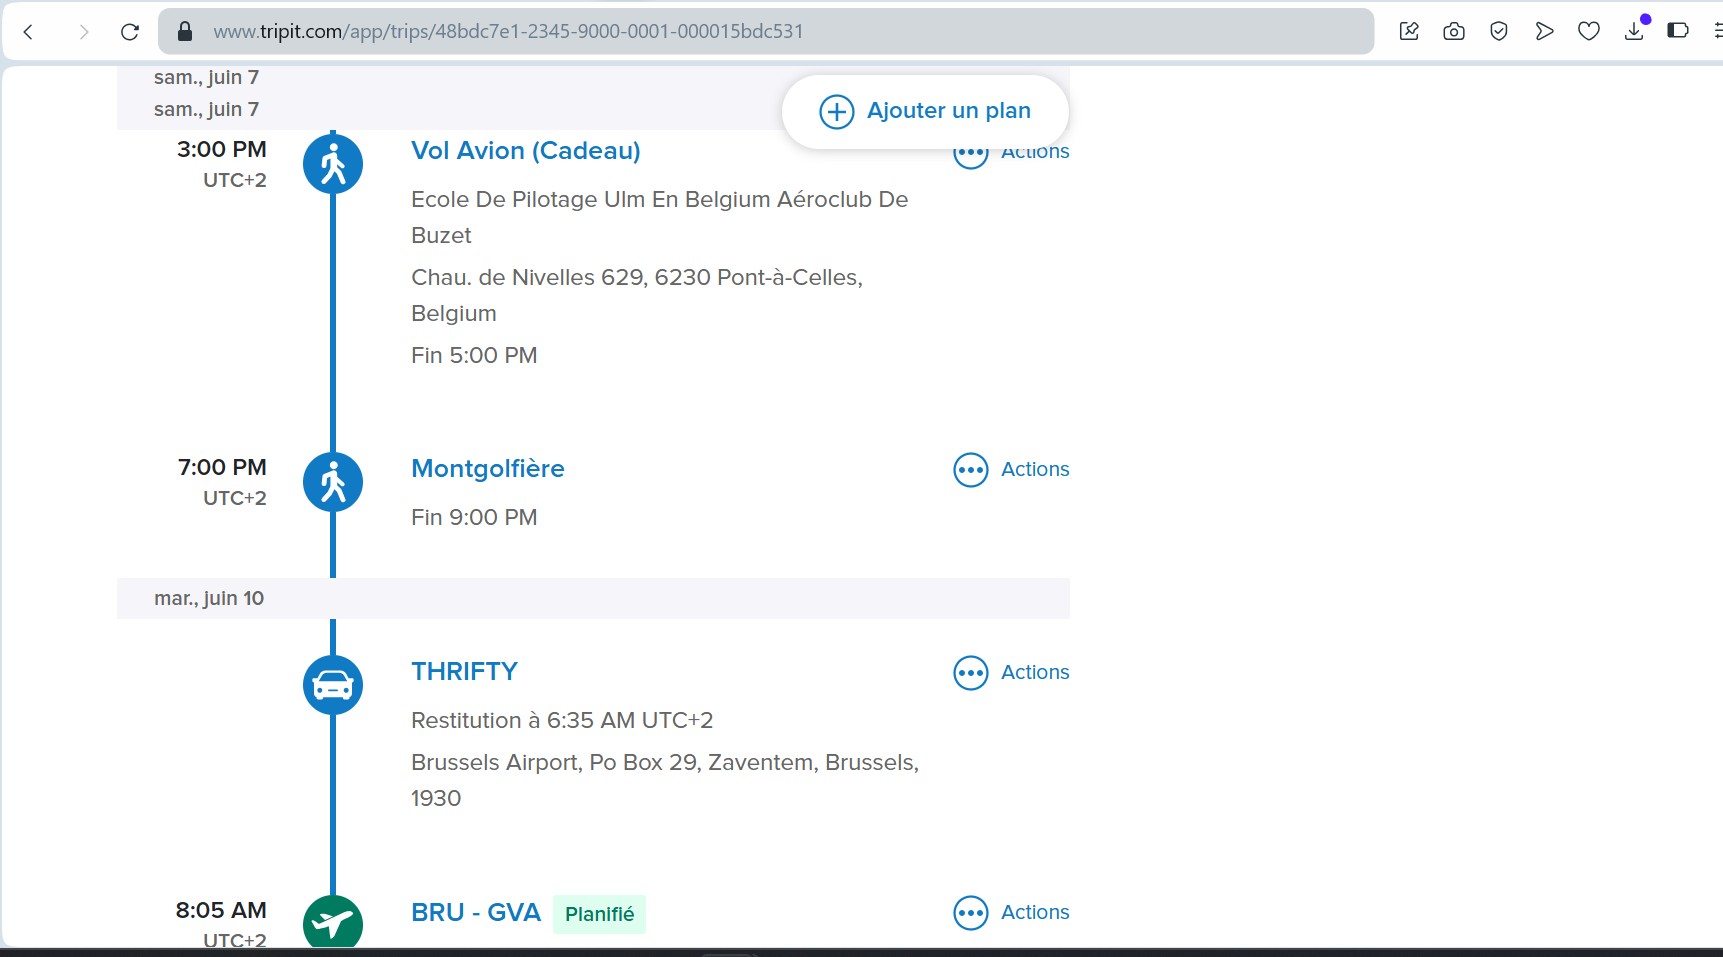 www.tripit.com/app/trips/48bdc7e1-2345-9000-0001-000015bdc531
sam., juin 7
sam., juin 7
Ajouter un plan
3:00 PM
UTC+2
Vol Avion (Cadeau)
Actions
Ecole De Pilotage Ulm En Belgium Aéroclub De
Buzet
Chau. de Nivelles 629, 6230 Pont-à-Celles,
Belgium
Fin 5:00 PM
7:00 PM
UTC+2
Montgolfière
Actions
Fin 9:00 PM
mar., juin 10
THRIFTY
Actions
Restitution à 6:35 AM UTC+2
Brussels Airport, Po Box 29, Zaventem, Brussels,
1930
8:05 AM
UTC+2
BRU - GVA
Planifié
Actions